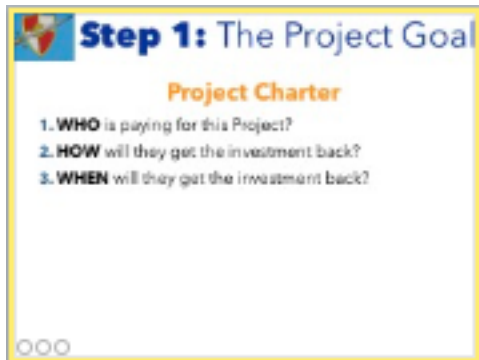 Step 1: The Project Goal
Project Charter
1. WHO is paying for this Project?
2. HOW will they get the investment back?
3. WHEN will they get the investment back?